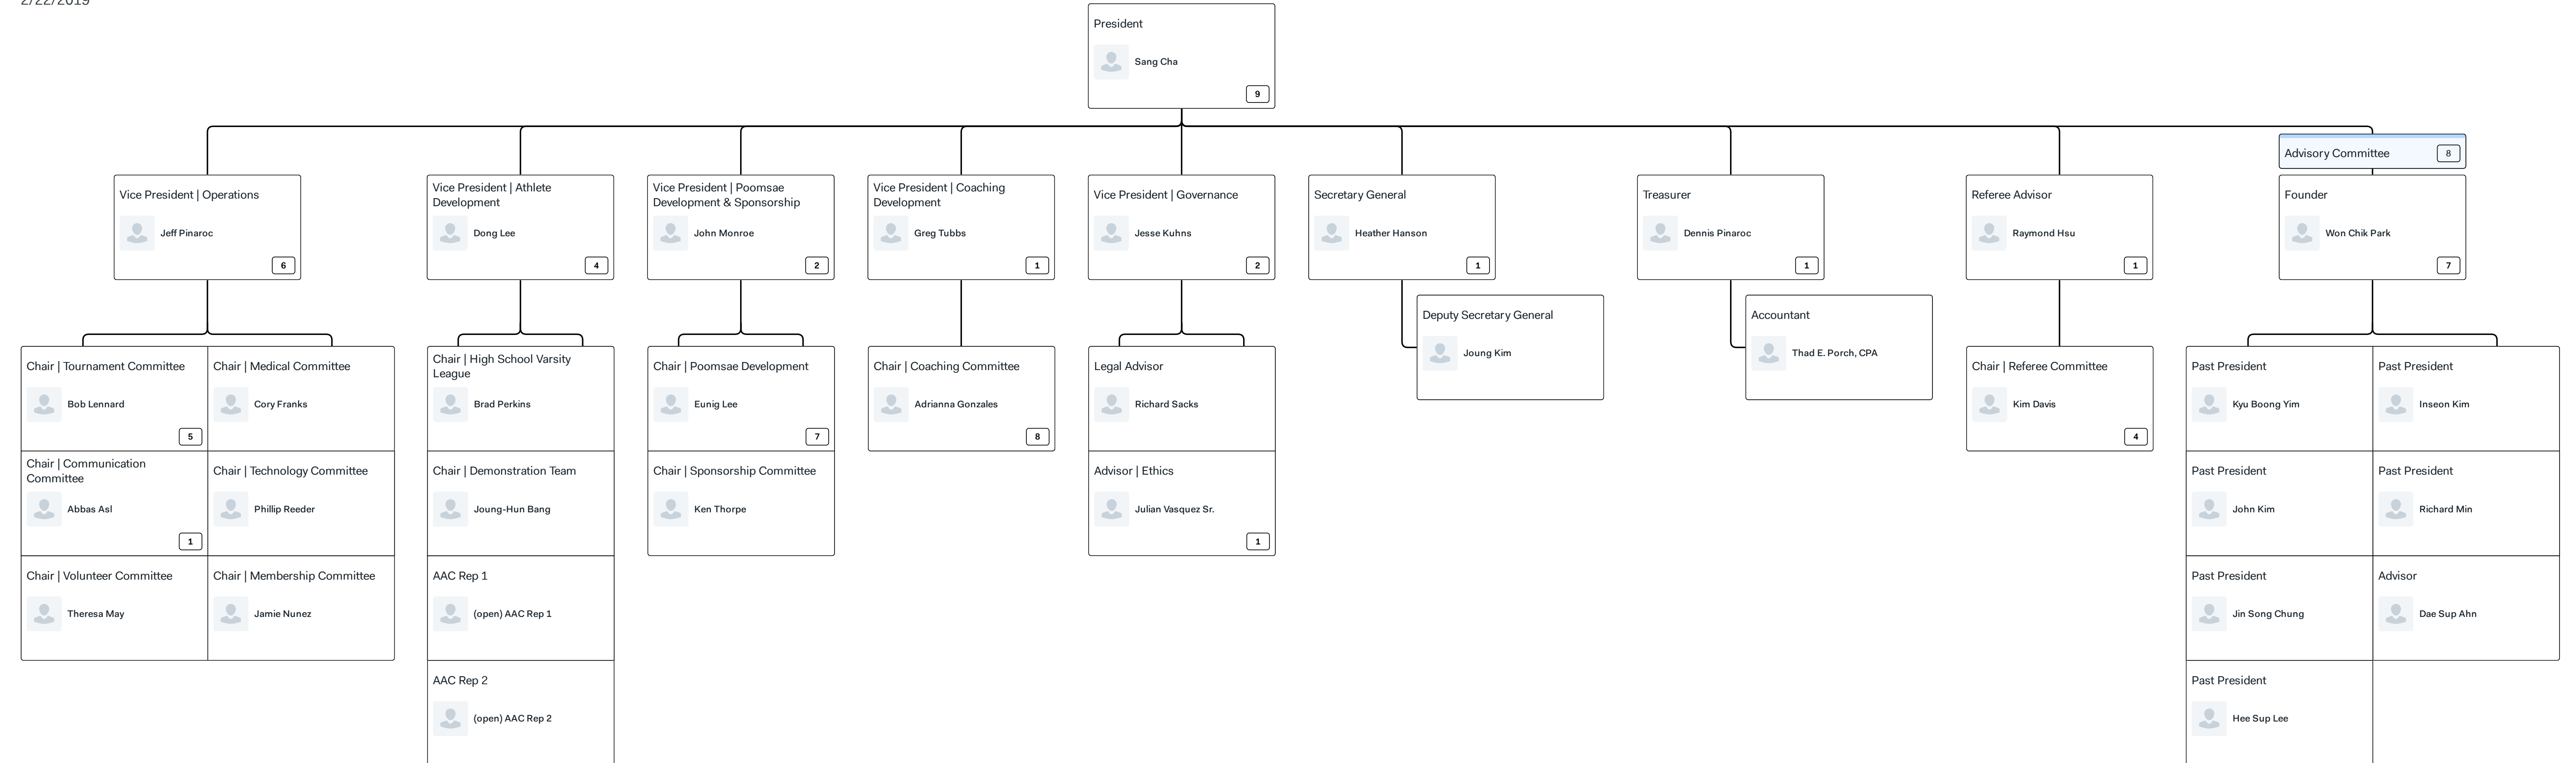 2/22/2019
President
Sang Cha
9
Advisory Committee
8
Vice President | Operations
Jeff Pinaroc
6
Vice President | Athlete
Development
Dong Lee
4
Vice President | Poomsae
Development & Sponsorship
John Monroe
2
Vice President | Coaching
Development
Greg Tubbs
1
Vice President | Governance
Jesse Kuhns
2
Secretary General
Heather Hanson
1
Treasurer
Dennis Pinaroc
1
Referee Advisor
Raymond Hsu
1
Founder
Won Chik Park
7
Deputy Secretary General
Joung Kim
Accountant
Thad E. Porch, CPA
Chair | Tournament Committee
Bob Lennard
5
Chair | Medical Committee
Cory Franks
Chair | Communication
Committee
Abbas Asl
1
Chair | Technology Committee
Phillip Reeder
Chair | Volunteer Committee
Theresa May
Chair | Membership Committee
Jamie Nunez
Chair | High School Varsity
League
Brad Perkins
Chair | Demonstration Team
Joung-Hun Bang
AAC Rep 1
(open) AAC Rep 1
AAC Rep 2
(open) AAC Rep 2
Chair | Poomsae Development
Eunig Lee
7
Chair | Sponsorship Committee
Ken Thorpe
Chair | Coaching Committee
Adrianna Gonzales
8
Legal Advisor
Richard Sacks
Advisor | Ethics
Julian Vasquez Sr.
1
Chair | Referee Committee
Kim Davis
4
Past President
Kyu Boong Yim
Past President
Inseon Kim
Past President
John Kim
Past President
Richard Min
Past President
Jin Song Chung
Advisor
Dae Sup Ahn
Past President
Hee Sup Lee